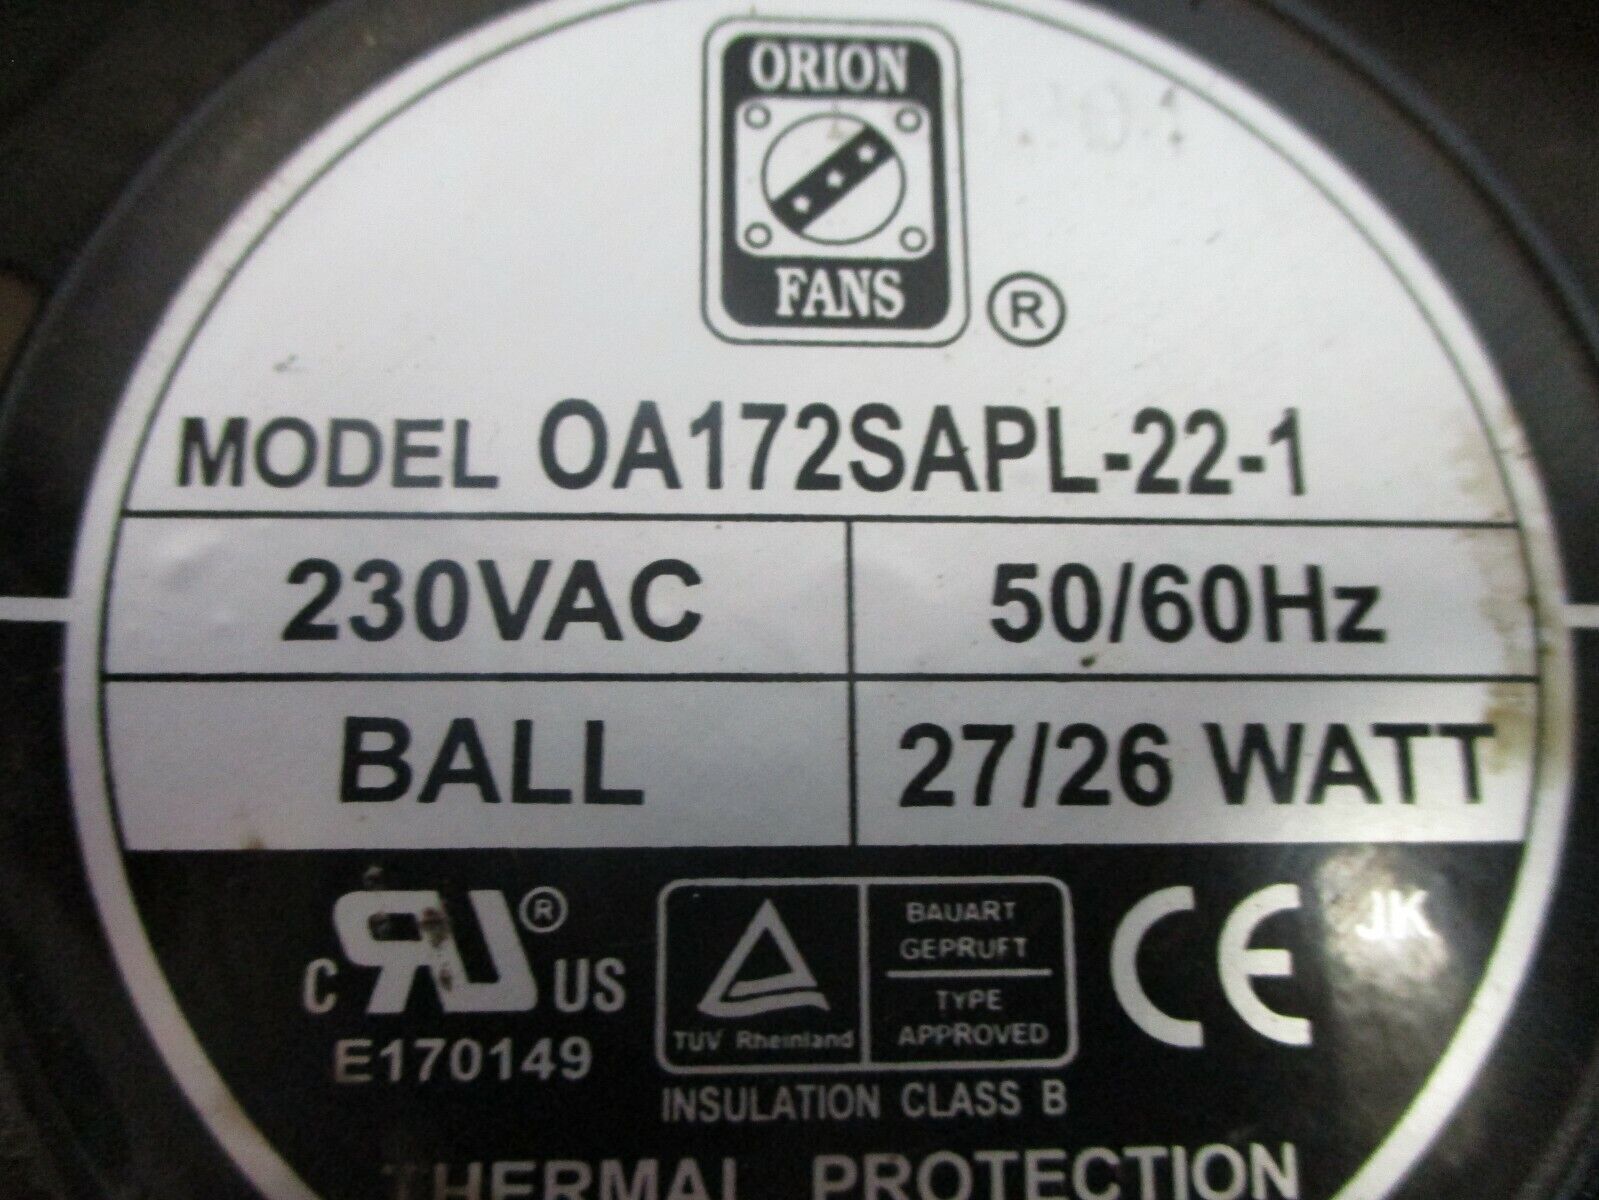 ORION
FANS
®
MODEL OA172SAPL-22-1
230VAC 50/60Hz
BALL 27/26 WATT
C RU ® US
E170149
TUV Rheinland
BAUART
GEPRUFT
TYPE
APPROVED
CE
JK
INSULATION CLASS B
THERMAL PROTECTION